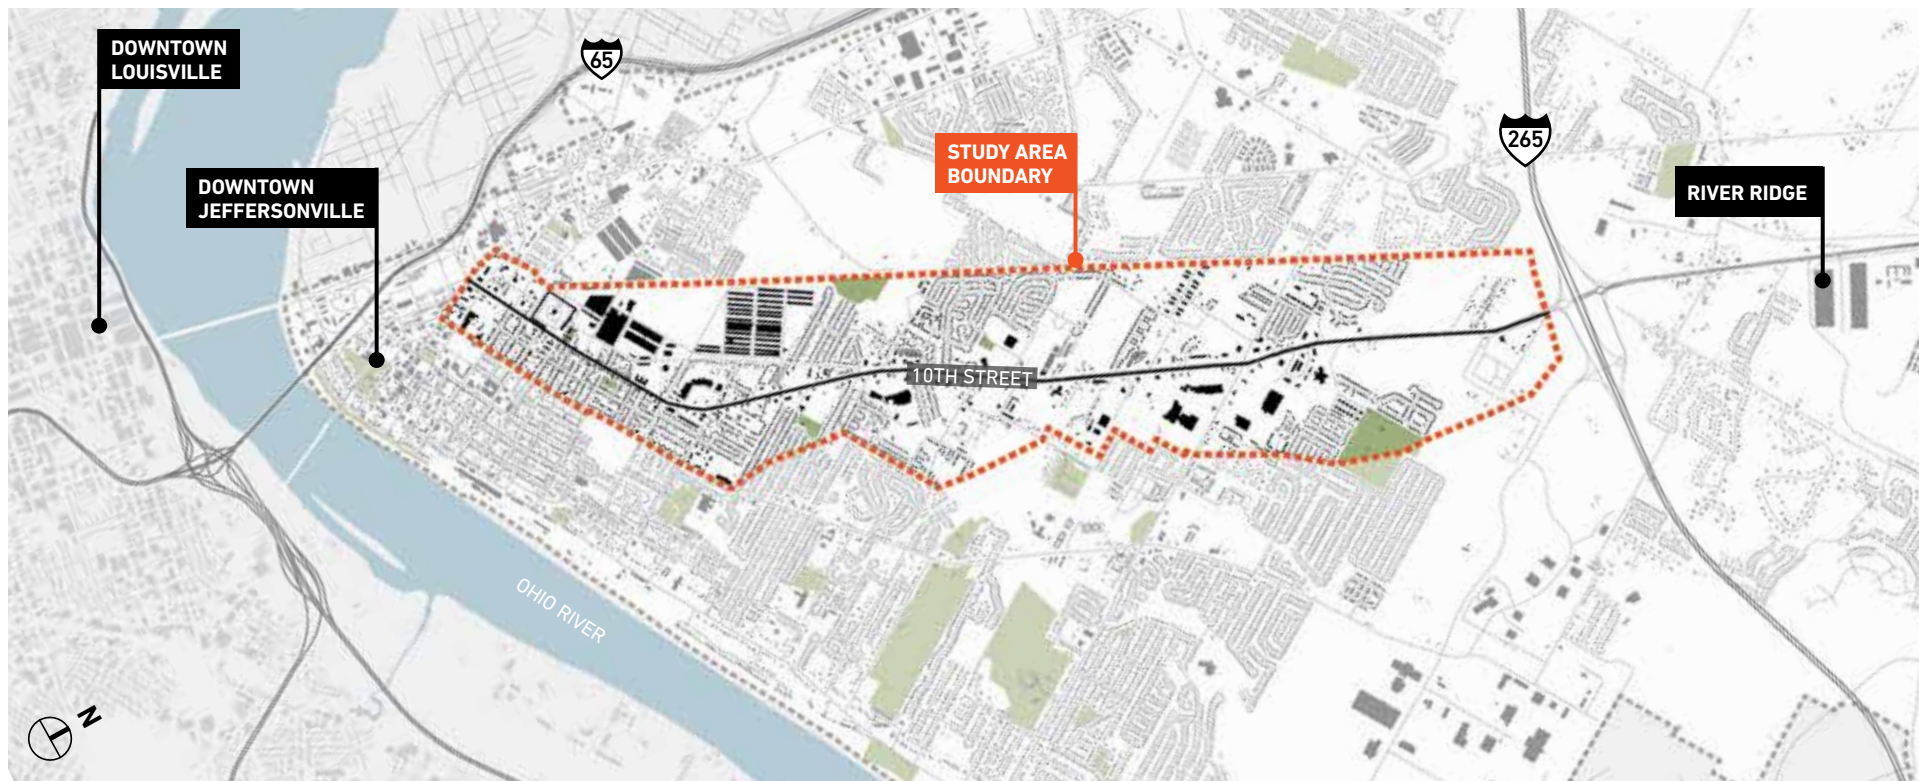 DOWNTOWN
LOUISVILLE
65
DOWNTOWN
JEFFERSONVILLE
STUDY AREA
BOUNDARY
265
RIVER RIDGE
10TH STREET
OHIO RIVER
N